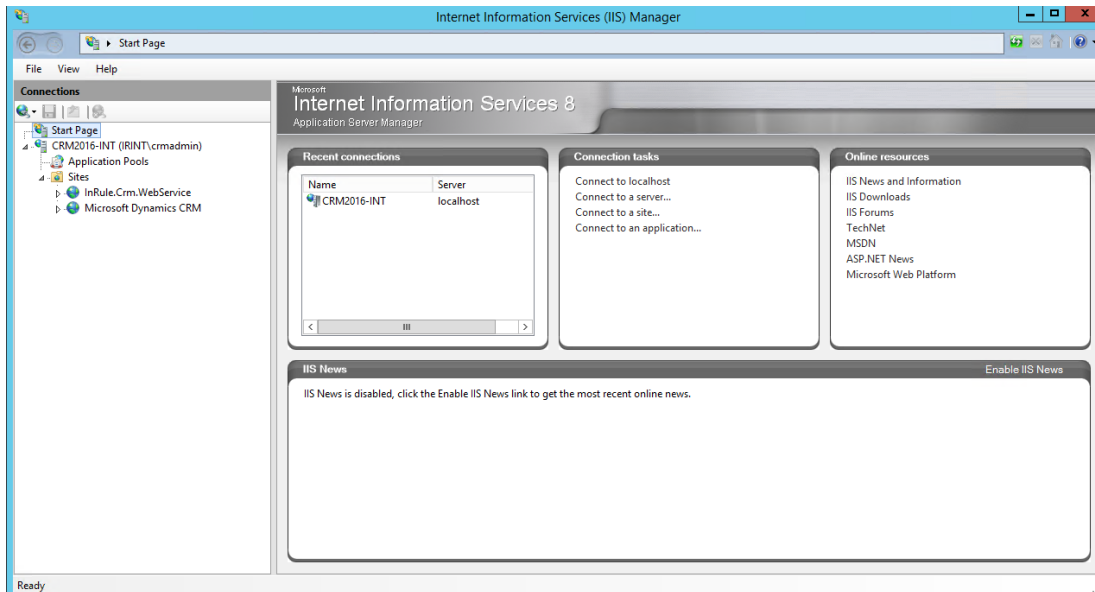 Internet Information Services (IIS) Manager
Start Page
File View Help
Connections
Start Page
CRM2016-INT (IRINT\crmadmin)
Application Pools
Sites
InRule.Crm.WebService
Microsoft Dynamics CRM
Microsoft
Internet Information Services 8
Application Server Manager
Recent connections
Name Server
CRM2016-INT localhost
Connection tasks
Connect to localhost
Connect to a server...
Connect to a site...
Connect to an application...
Online resources
IIS News and Information
IIS Downloads
IIS Forums
TechNet
MSDN
ASP.NET News
Microsoft Web Platform
IIS News Enable IIS News
IIS News is disabled, click the Enable IIS News link to get the most recent online news.
Ready